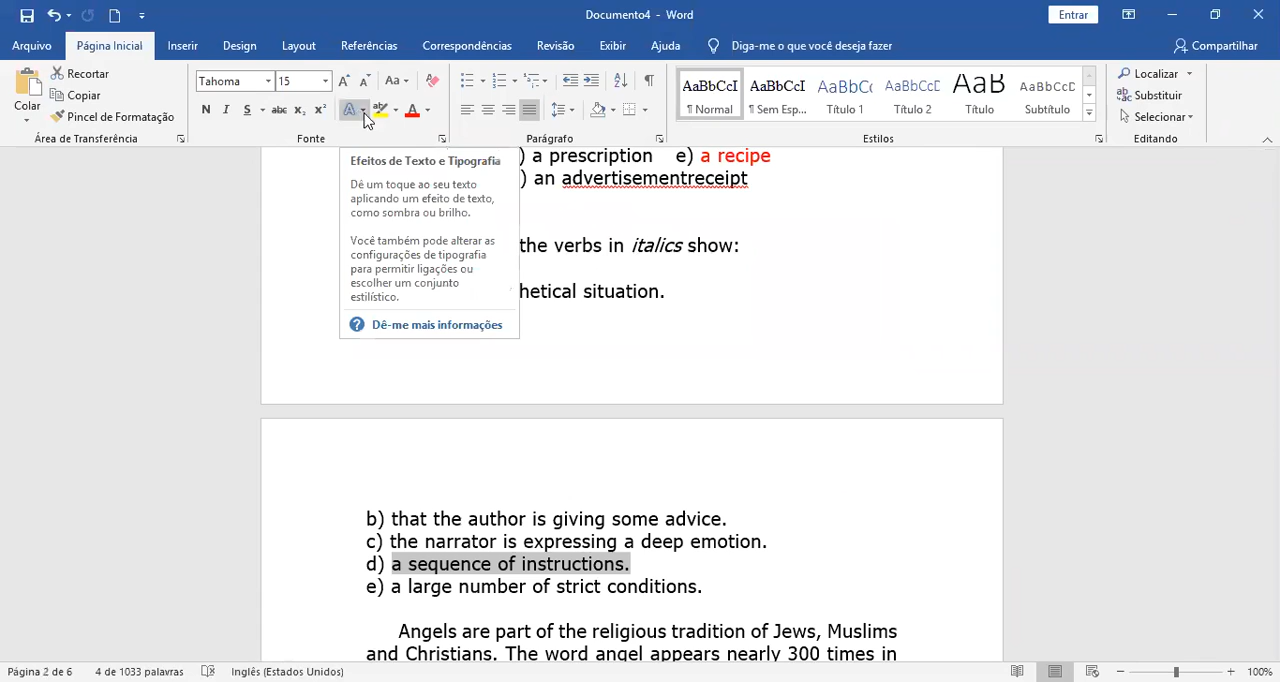 Documento4 - Word
Entrar
Arquivo Página Inicial Inserir Design Layout Referências Correspondências Revisão Exibir Ajuda Diga-me o que você deseja fazer Compartilhar
Colar
Recortar
Copiar
Pincel de Formatação
Área de Transferência
Tahoma 15 Aa
N I S abc x₂ x² A aby A
Fonte
Parágrafo
AaBbCcI AaBbCcI AaBbC AaBbCcD AaB AaBbCcD
¶ Normal ¶ Sem Esp... Título 1 Título 2 Título Subtítulo
Estilos
Localizar
Substituir
Selecionar
Editando
Efeitos de Texto e Tipografia
Dê um toque ao seu texto
aplicando um efeito de texto,
como sombra ou brilho.
Você também pode alterar as
configurações de tipografia
para permitir ligações ou
escolher um conjunto
estilístico.
Dê-me mais informações
) a prescription e) a recipe
) an advertisementreceipt
the verbs in italics show:
hetical situation.
b) that the author is giving some advice.
c) the narrator is expressing a deep emotion.
d) a sequence of instructions.
e) a large number of strict conditions.
Angels are part of the religious tradition of Jews, Muslims
and Christians. The word angel appears nearly 300 times in
Página 2 de 6 4 de 1033 palavras Inglês (Estados Unidos) 100%